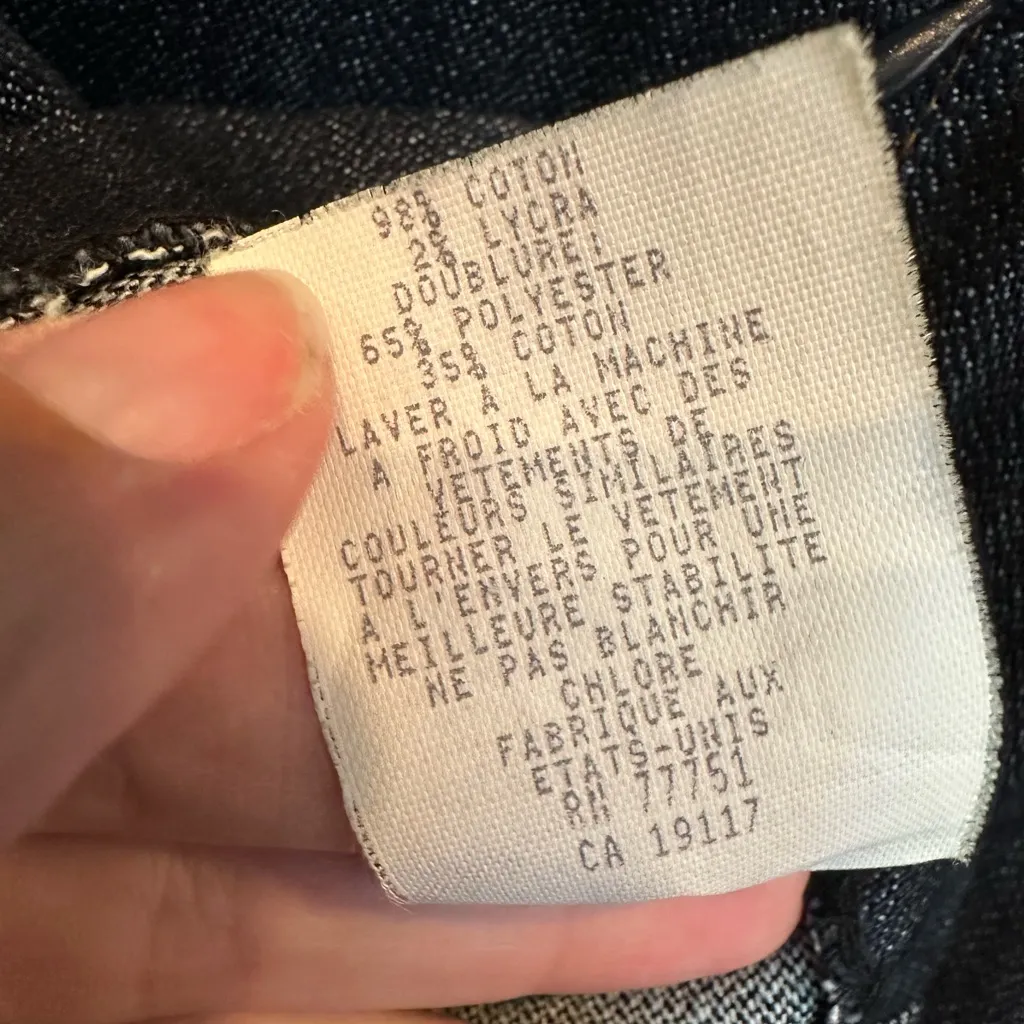 98% COTON
2% LYCRA
DOUBLURE:
65% POLYESTER
35% COTON
LAVER A LA MACHINE
A FROID AVEC DES
VETEMENTS DE
COULEURS SIMILAIRES
TOURNER LE VETEMENT
A L'ENVERS POUR UNE
MEILLEURE STABILITE
NE PAS BLANCHIR
CHLORE
FABRIQUE AUX
ETATS-UNIS
RN 77751
CA 19117